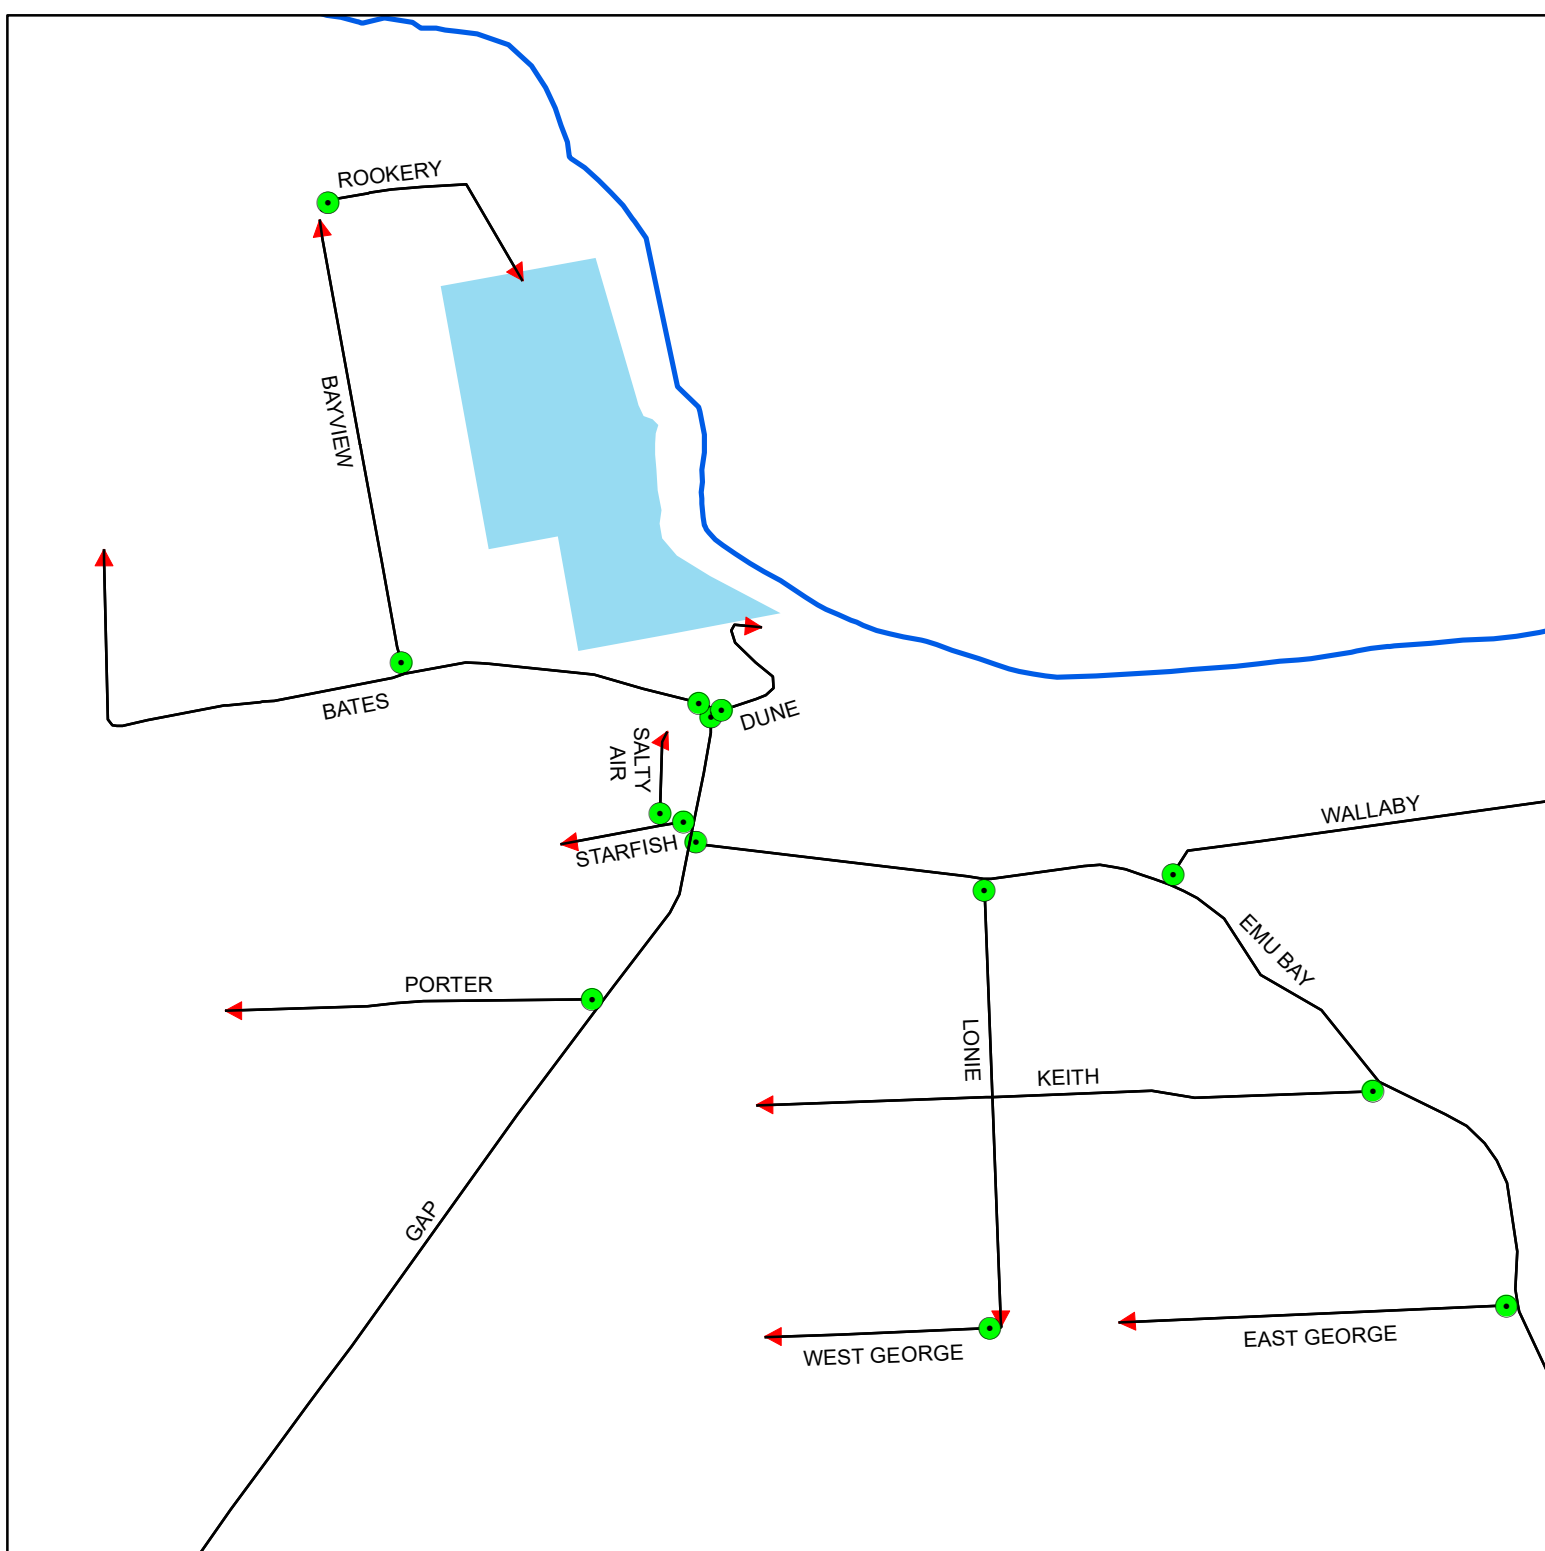 ROOKERY
BAYVIEW
BATES
DUNE
SALTY
AIR
WALLABY
STARFISH
EMU BAY
PORTER
LONIE
KEITH
GAP
EAST GEORGE
WEST GEORGE